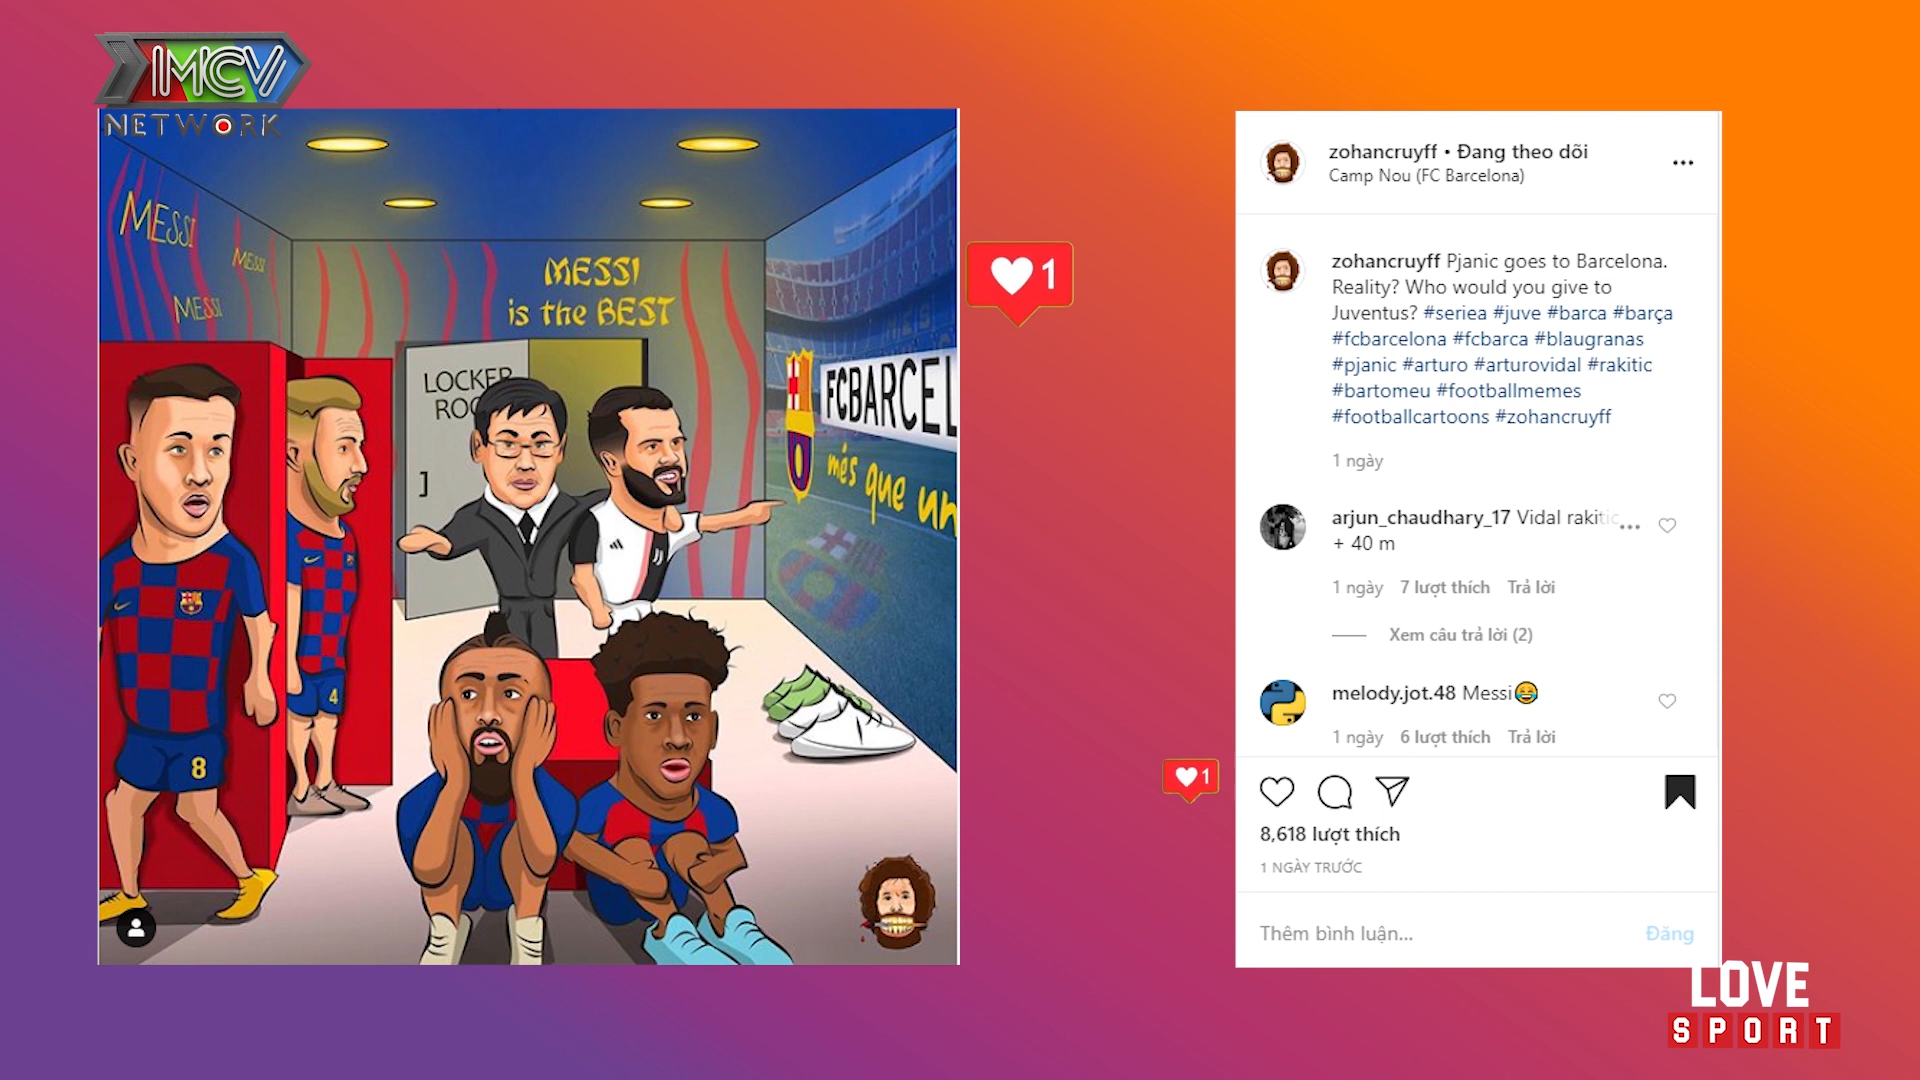 MCV
NETWORK
MESSI
MESSI
MESSI
MESSI
is the BEST
LOCKER
FCBARCEL
més que un
8
4
1
1
zohancruyff • Đang theo dõi
Camp Nou (FC Barcelona)
zohancruyff Pjanic goes to Barcelona.
Reality? Who would you give to
Juventus? #seriea #juve #barca #barça
#fcbarcelona #fcbarca #blaugranas
#pjanic #arturo #arturovidal #rakitic
#bartomeu #footballmemes
#footballcartoons #zohancruyff
1 ngày
arjun_chaudhary_17 Vidal rakitic
+ 40 m
1 ngày 7 lượt thích Trả lời
Xem câu trả lời (2)
melody.jot.48 Messi😂
1 ngày 6 lượt thích Trả lời
8,618 lượt thích
1 NGÀY TRƯỚC
Thêm bình luận... Đăng
LOVE
SPORT